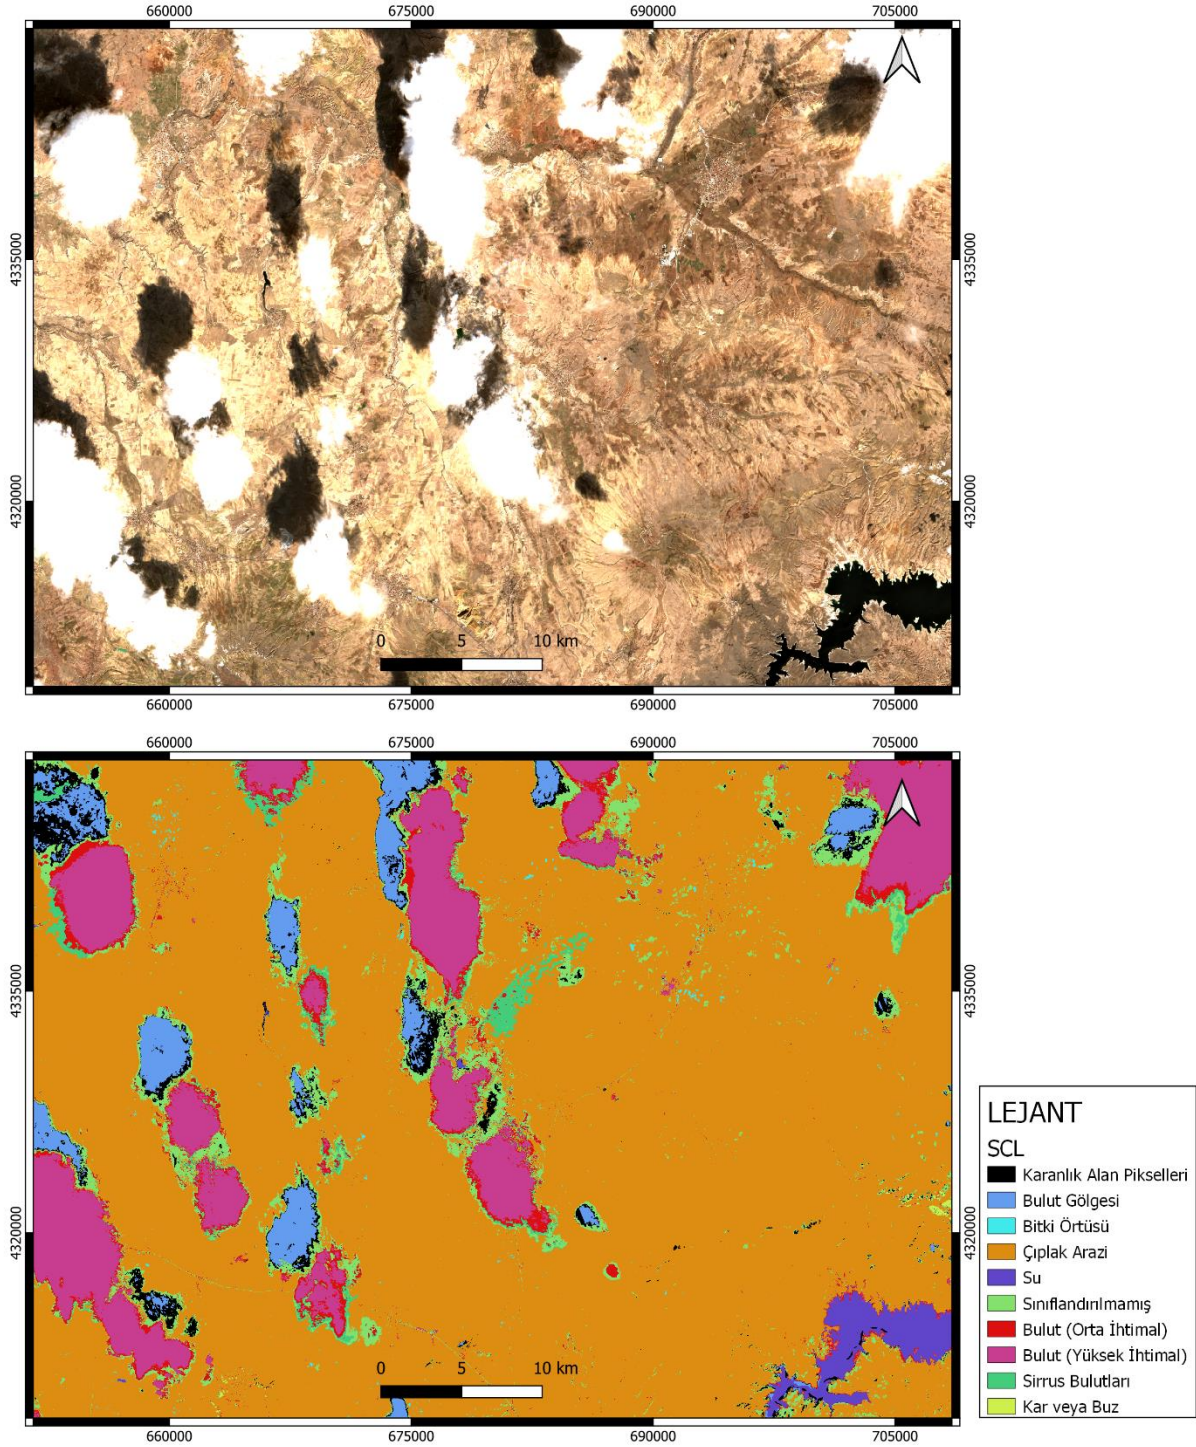 660000 675000 690000 705000
4335000 4335000
4320000 4320000
0 5 10 km
660000 675000 690000 705000
660000 675000 690000 705000
4335000 4335000
4320000 4320000
0 5 10 km
660000 675000 690000 705000
LEJANT
SCL
Karanlık Alan Pikselleri
Bulut Gölgesi
Bitki Örtüsü
Çıplak Arazi
Su
Sınıflandırılmamış
Bulut (Orta İhtimal)
Bulut (Yüksek İhtimal)
Sirrus Bulutları
Kar veya Buz